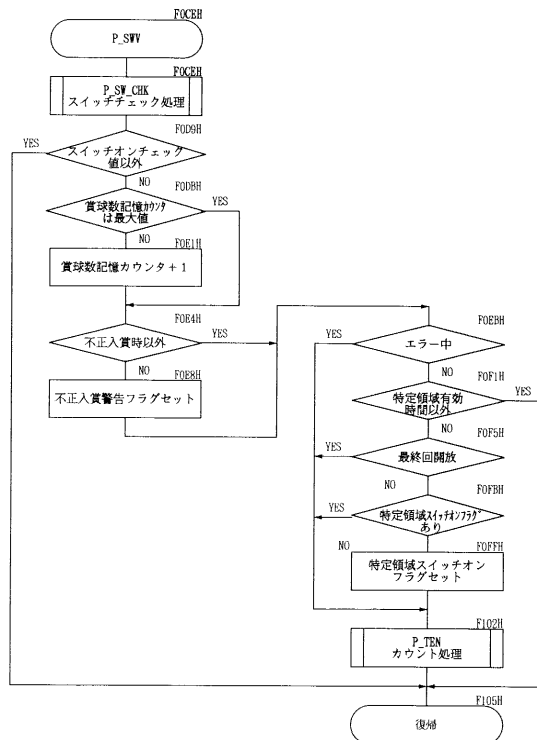 F0CEH
P_SWV
F0CEH
P_SW_CHK
スイッチチェック処理
F0D9H
YES
スイッチオンチェック
値以外
NO
F0DBH
YES
賞球数記憶ｶｳﾝﾀ
は最大値
NO
F0E1H
賞球数記憶カウンタ＋１
F0E4H
不正入賞時以外
YES
NO
F0E8H
不正入賞警告フラグセット
F0EBH
YES
エラー中
NO
F0F1H
特定領域有効
時間以外
YES
NO
F0F5H
YES
最終回開放
NO
F0FBH
YES
特定領域ｽｲｯﾁｵﾝﾌﾗｸﾞ
あり
NO
F0FFH
特定領域スイッチオン
フラグセット
F102H
P_TEN
カウント処理
F105H
復帰